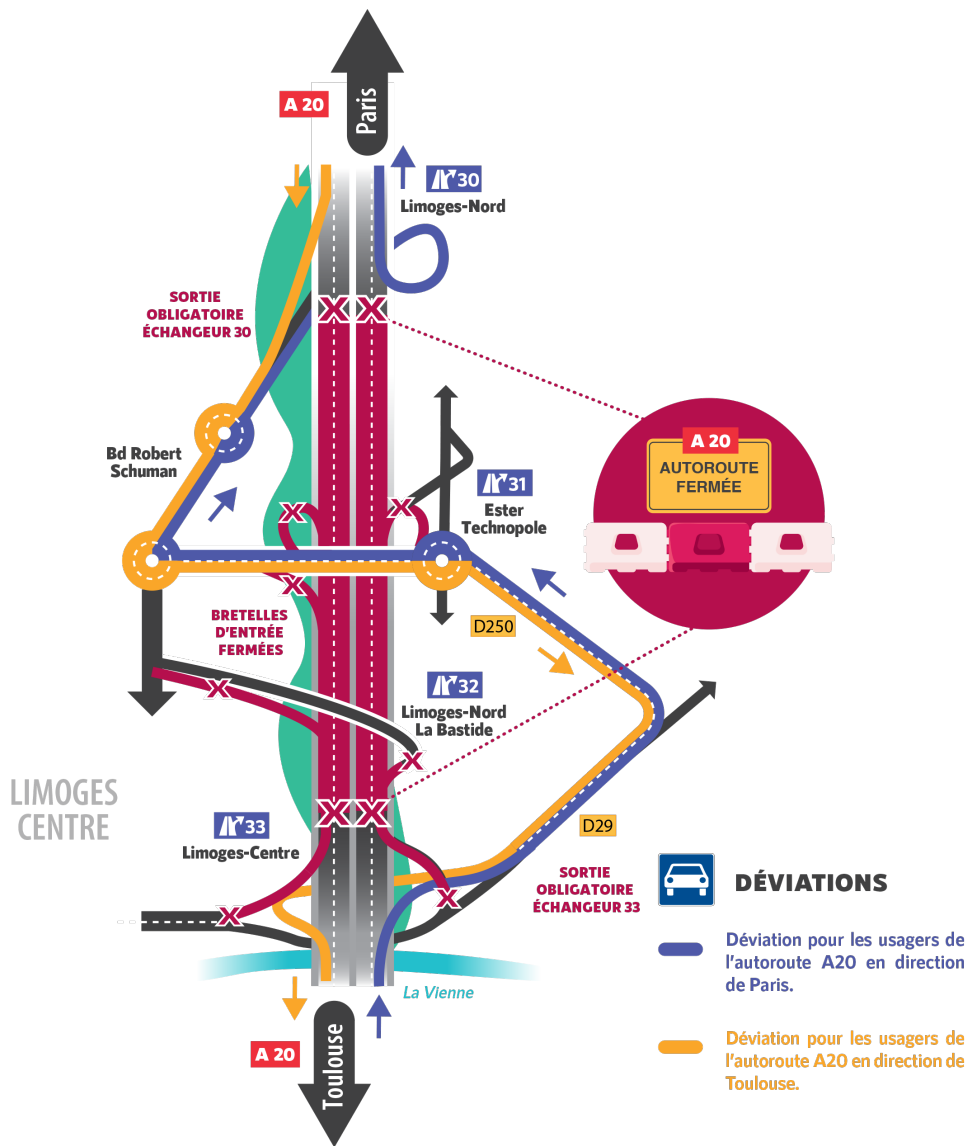 A 20
Paris
30
Limoges-Nord
SORTIE
OBLIGATOIRE
ÉCHANGEUR 30
Bd Robert
Schuman
31
Ester
Technopole
A 20
AUTOROUTE
FERMÉE
BRETELLES
D'ENTRÉE
FERMÉES
D250
32
Limoges-Nord
La Bastide
LIMOGES
CENTRE
33
Limoges-Centre
D29
SORTIE
OBLIGATOIRE
ÉCHANGEUR 33
La Vienne
A 20
Toulouse
DÉVIATIONS
Déviation pour les usagers de
l'autoroute A20 en direction
de Paris.
Déviation pour les usagers de
l'autoroute A20 en direction de
Toulouse.